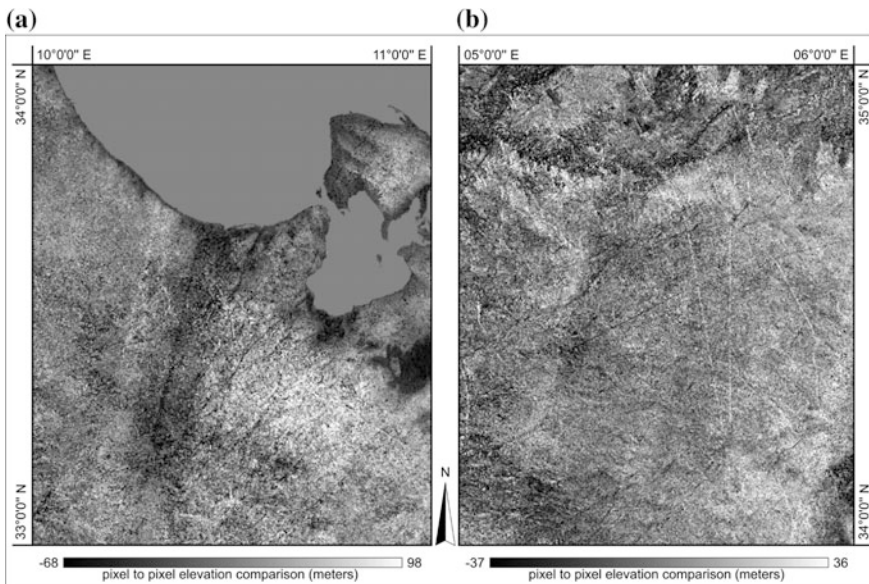 (a)
(b)
10°0'0" E 11°0'0" E
05°0'0" E 06°0'0" E
34°0'0" N
35°0'0" N
33°0'0" N
34°0'0" N
N
-68 98
pixel to pixel elevation comparison (meters)
-37 36
pixel to pixel elevation comparison (meters)